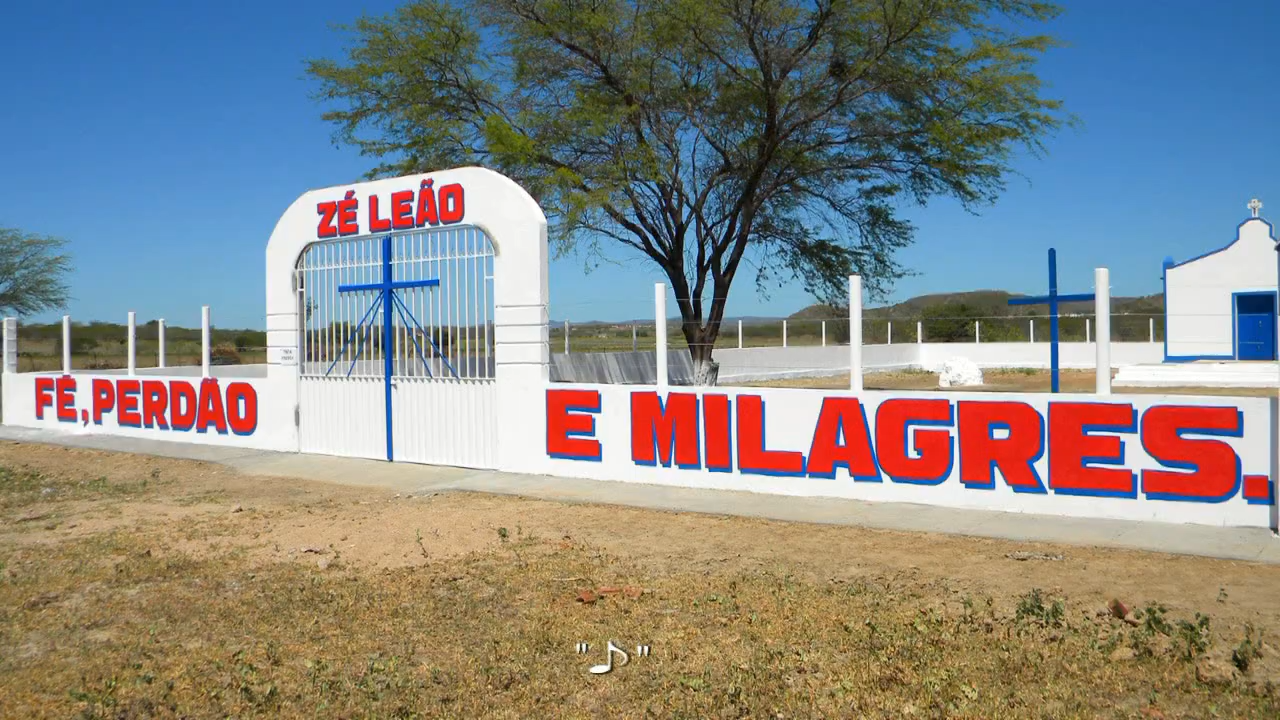 ZÉ LEÃO
FÉ, PERDÃO
E MILAGRES.
"♪"